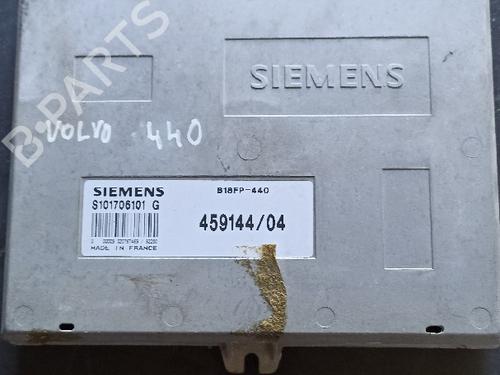 SIEMENS
B-PARTS
VOLVO 440
SIEMENS
B18FP-440
S101706101 G
459144/04
MADE IN FRANCE